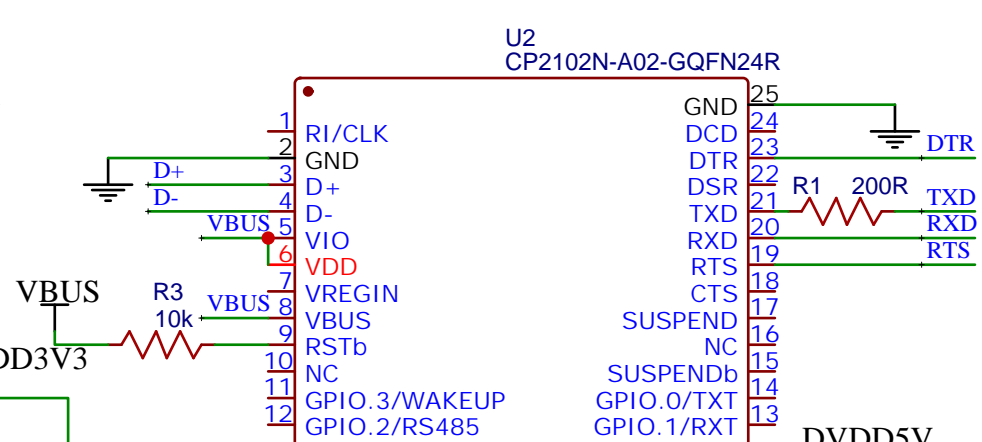 U2
CP2102N-A02-GQFN24R
1 RI/CLK
2 GND
D+ 3 D+
D- 4 D-
VBUS 5 VIO
6 VDD
7 VREGIN
VBUS 8 VBUS
9 RSTb
10 NC
11 GPIO.3/WAKEUP
12 GPIO.2/RS485
VBUS
R3
10k
DD3V3
GND 25
DCD 24
DTR 23 DTR
DSR 22
TXD 21 R1 200R TXD
RXD 20 RXD
RTS 19 RTS
CTS 18
SUSPEND 17
NC 16
SUSPENDb 15
GPIO.0/TXT 14
GPIO.1/RXT 13
DVDD5V